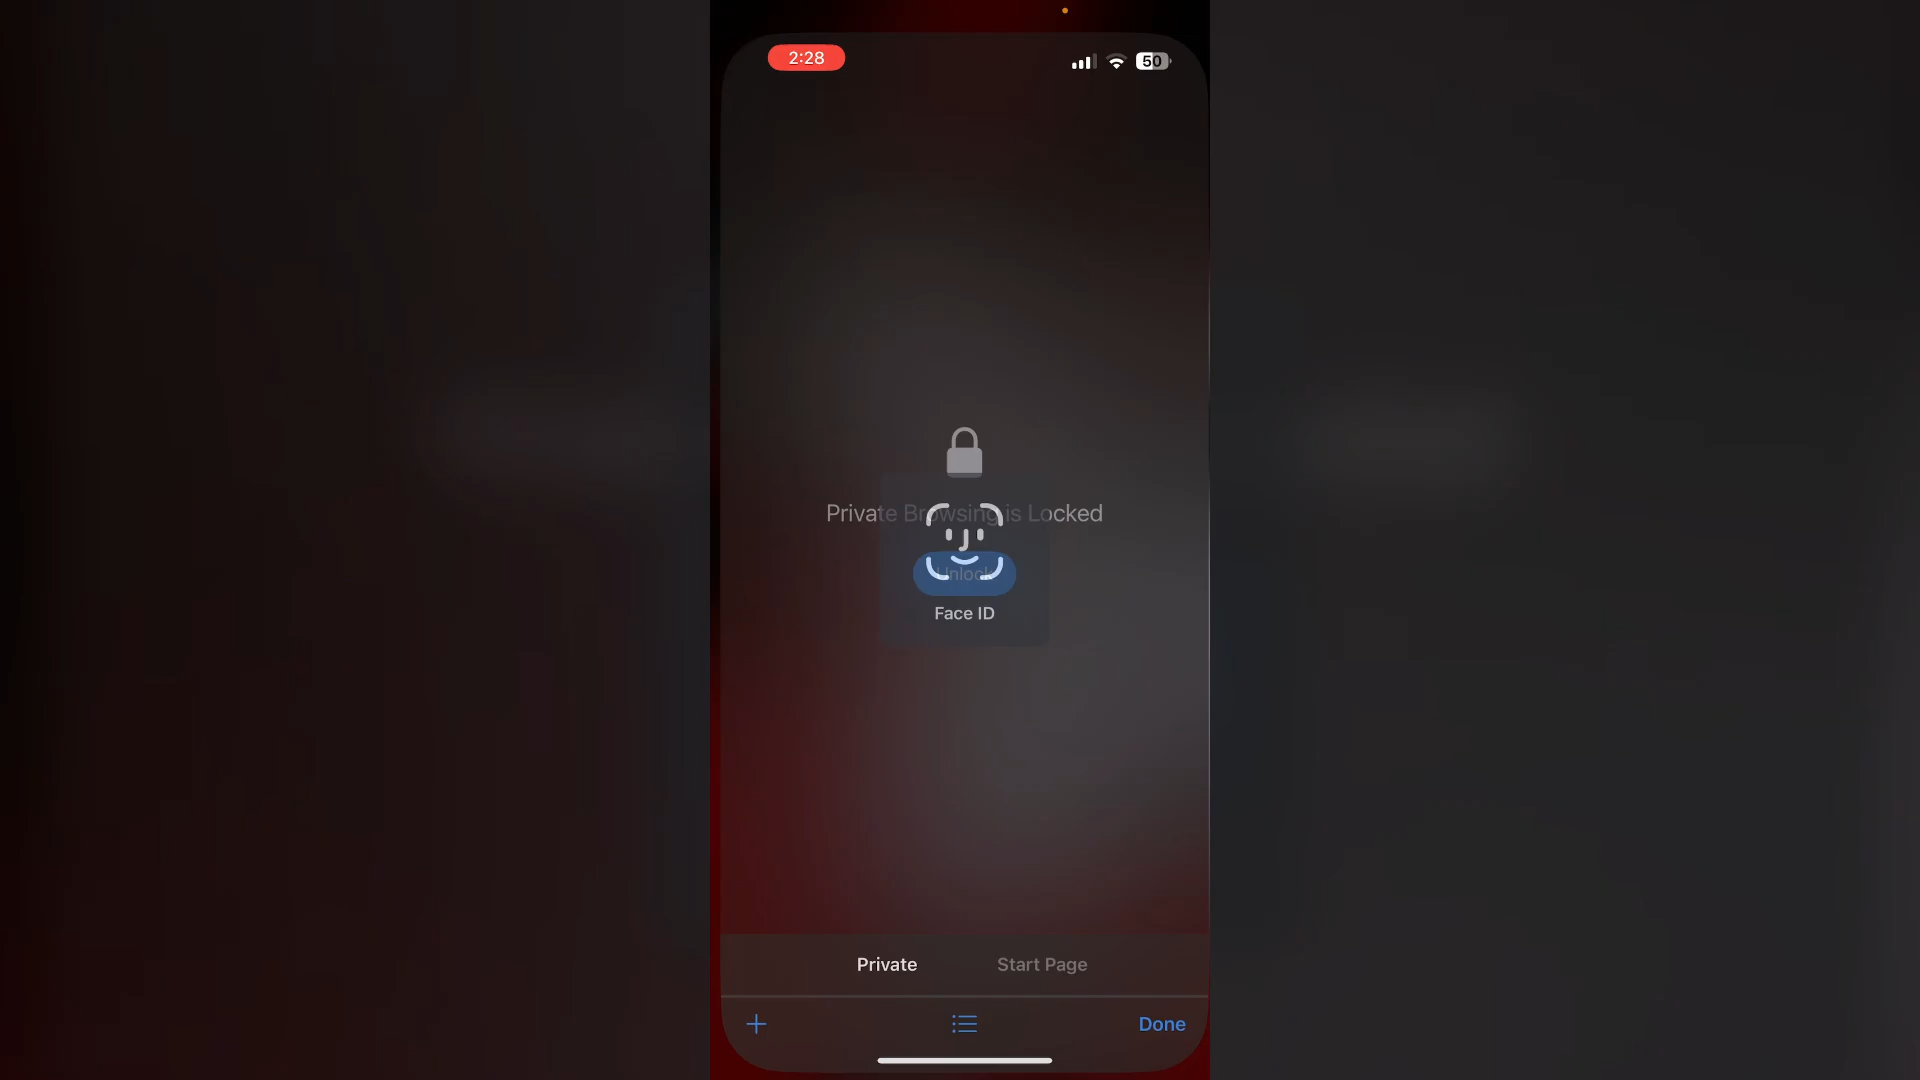 2:28
50
Private Browsing is Locked
Unlock
Face ID
Private
Start Page
Done